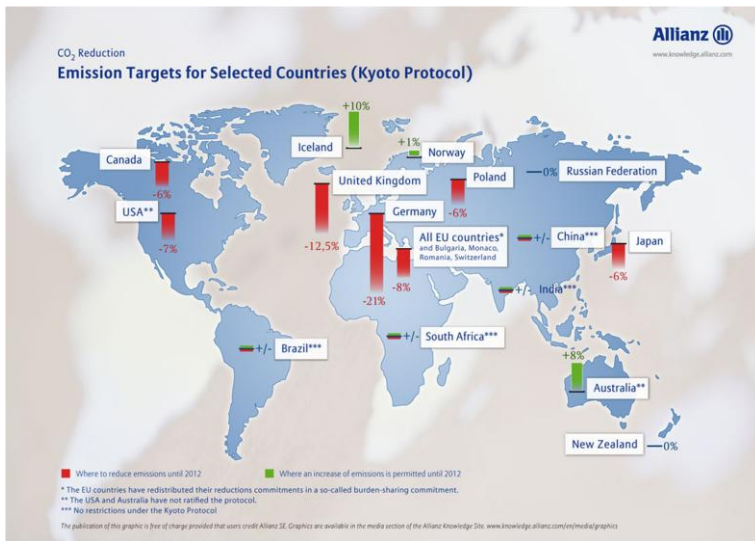 Allianz
www.knowledge.allianz.com
CO2 Reduction
Emission Targets for Selected Countries (Kyoto Protocol)
+10%
Iceland
+1%
Norway
Canada
-6%
United Kingdom
-12,5%
Poland
-6%
0% Russian Federation
USA**
-7%
Germany
-21%
All EU countries*
and Bulgaria, Monaco,
Romania, Switzerland
-8%
+/- China***
Japan
-6%
+/- India***
+/- Brazil***
+/- South Africa***
+8%
Australia**
New Zealand 0%
Where to reduce emissions until 2012
Where an increase of emissions is permitted until 2012
* The EU countries have redistributed their reductions commitments in a so-called burden-sharing commitment.
** The USA and Australia have not ratified the protocol.
*** No restrictions under the Kyoto Protocol
The publication of this graphic is free of charge provided that users credit Allianz SE. Graphics are available in the media section of the Allianz Knowledge Site. www.knowledge.allianz.com/en/media/graphics